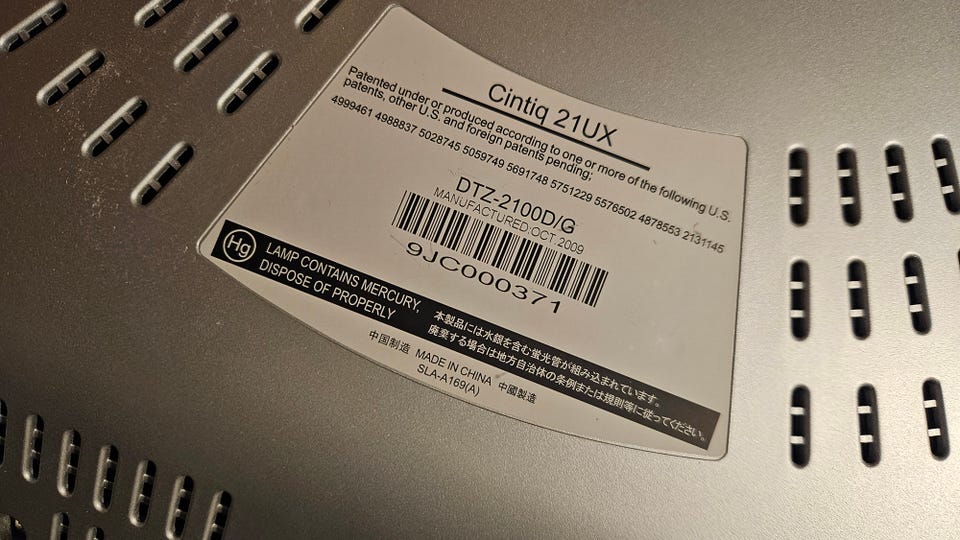 Cintiq 21UX
Patented under or produced according to one or more of the following U.S.
patents, other U.S. and foreign patents pending;
4999461 4988837 5028745 5059749 5691748 5751229 5576502 4878553 2131145
DTZ-2100D/G
MANUFACTURED:OCT.2009
9JC000371
Hg
LAMP CONTAINS MERCURY,
DISPOSE OF PROPERLY
本製品には水銀を含む蛍光管が組み込まれています。
廃棄する場合は地方自治体の条例または規則等に従ってください。
中国制造 MADE IN CHINA 中國製造
SLA-A169(A)